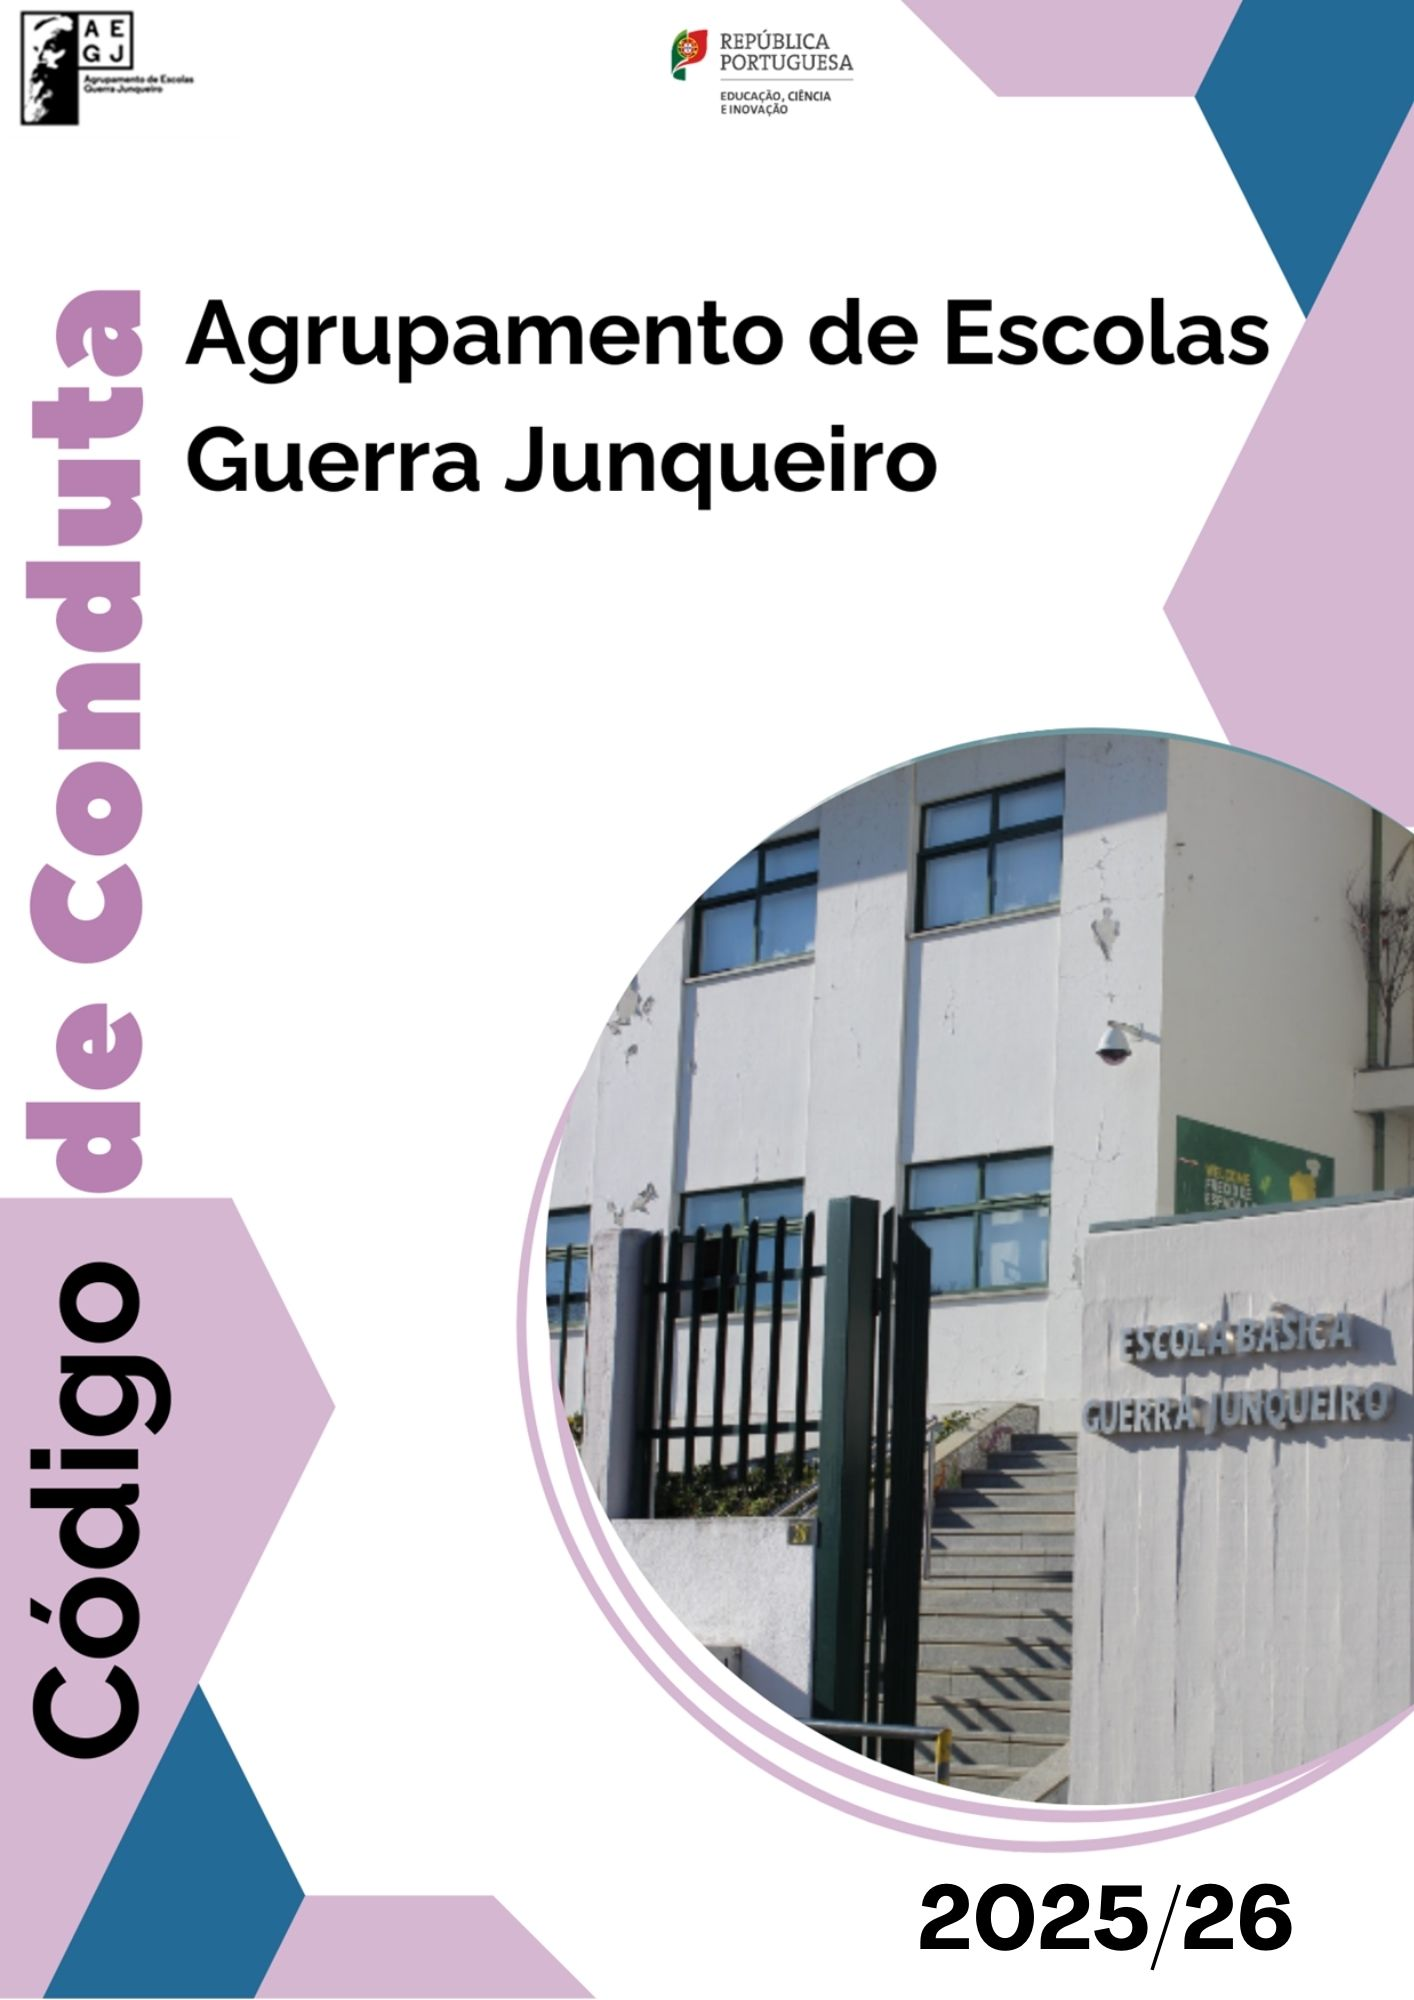 A E
G J
Agrupamento de Escolas
Guerra Junqueiro
REPÚBLICA
PORTUGUESA
EDUCAÇÃO, CIÊNCIA
E INOVAÇÃO
Agrupamento de Escolas
Guerra Junqueiro
Código de Conduta
WELCOME
ESCOLA BÁSICA
GUERRA JUNQUEIRO
2025/26